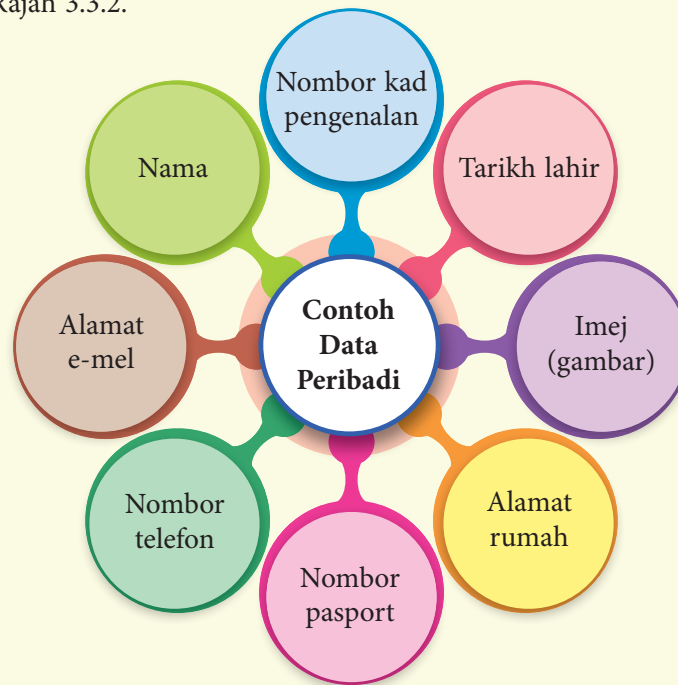 Rajah 3.3.2.
Nombor kad
pengenalan
Tarikh lahir
Imej
(gambar)
Alamat
rumah
Nombor
pasport
Nombor
telefon
Alamat
e-mel
Nama
Contoh
Data
Peribadi